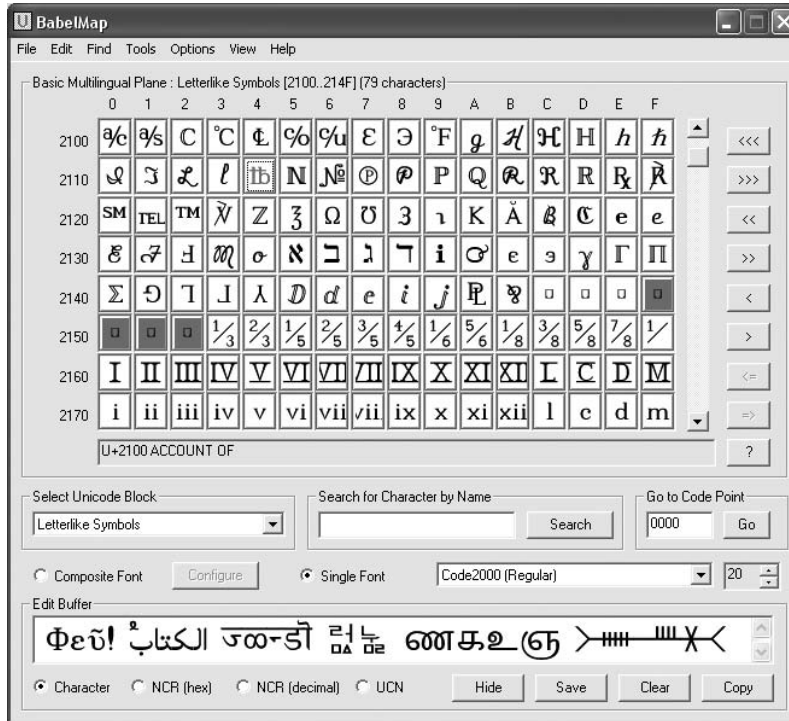 BabelMap
File Edit Find Tools Options View Help
Basic Multilingual Plane : Letterlike Symbols [2100..214F] (79 characters)
0 1 2 3 4 5 6 7 8 9 A B C D E F
2100 ℀ ℁ ℂ ℃ ℄ ℅ ℆ ℇ ℈ ℉ ℊ ℋ ℌ ℍ ℎ ℏ <<<
2110 ℐ ℑ ℒ ℓ ℔ ℕ № ℗ ℘ ℙ ℚ ℛ ℜ ℝ ℞ ℟ >>>
2120 ℠ ℡ ™ ℣ ℤ ℥ Ω ℧ ℨ ℩ K Å ℬ ℭ ℮ ℯ <<
2130 ℰ ℱ Ⅎ ℳ ℴ ℵ ℶ ℷ ℸ ℹ ℺ є ɘ ℽ ℾ ℿ >>
2140 ⅀ ⅁ ⅂ ⅃ ⅄ ⅅ ⅆ ⅇ ⅈ ⅉ ⅊ ⅋ <
2150 ⅓ ⅔ ⅕ ⅖ ⅗ ⅘ ⅙ ⅚ ⅛ ⅜ ⅝ ⅞ ⅟ >
2160 Ⅰ Ⅱ Ⅲ Ⅳ Ⅴ Ⅵ Ⅶ Ⅷ Ⅸ Ⅹ Ⅺ Ⅻ Ⅼ Ⅽ Ⅾ Ⅿ <=
2170 ⅰ ⅱ ⅲ ⅳ ⅴ ⅵ ⅶ ⅷ ⅸ ⅹ ⅺ ⅻ ⅼ ⅽ ⅾ ⅿ =>
U+2100 ACCOUNT OF ?
Select Unicode Block Search for Character by Name Go to Code Point
Letterlike Symbols Search 0000 Go
Composite Font Configure Single Font Code2000 (Regular) 20
Edit Buffer
Φεῦ! الكتاب ணகஉஞ
Character NCR (hex) NCR (decimal) UCN Hide Save Clear Copy